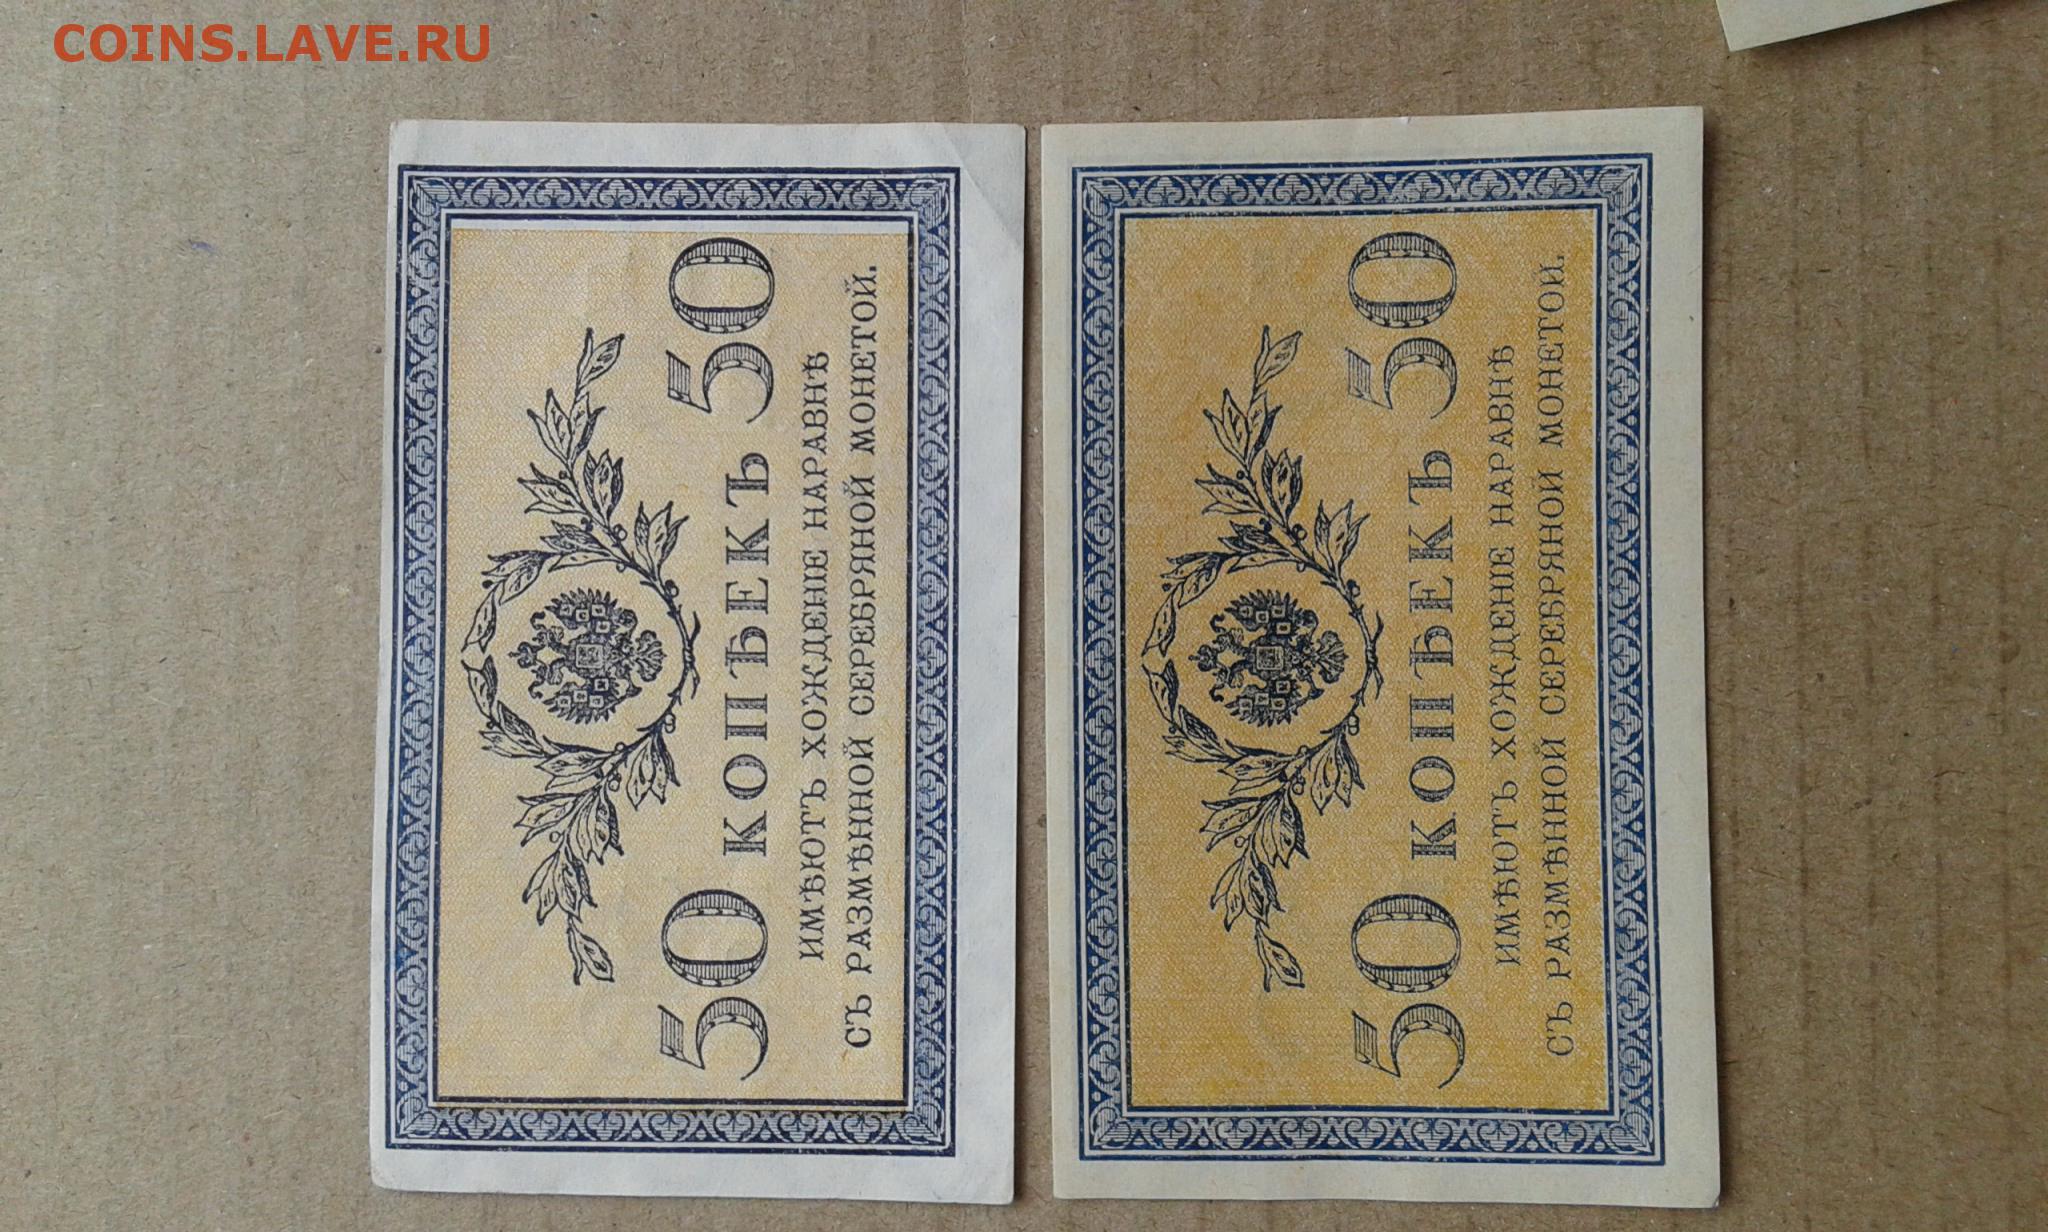 COINS.LAVE.RU
50 КОПѢЕКЪ 50
ИМѢЮТЪ ХОЖДЕНІЕ НАРАВНѢ
СЪ РАЗМѢННОЙ СЕРЕБРЯНОЙ МОНЕТОЙ.
50 КОПѢЕКЪ 50
ИМѢЮТЪ ХОЖДЕНІЕ НАРАВНѢ
СЪ РАЗМѢННОЙ СЕРЕБРЯНОЙ МОНЕТОЙ.